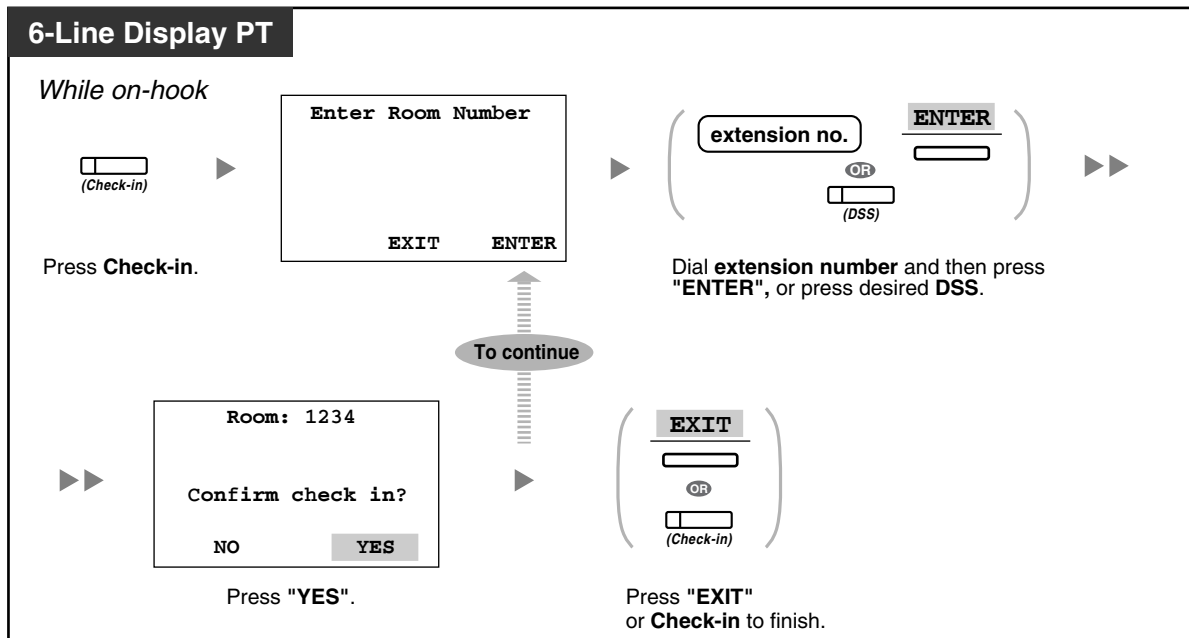 6-Line Display PT
While on-hook
(Check-in)
Press Check-in.
Enter Room Number
EXIT ENTER
extension no.
ENTER
OR
(DSS)
Dial extension number and then press
"ENTER", or press desired DSS.
To continue
Room: 1234
Confirm check in?
NO YES
Press "YES".
EXIT
OR
(Check-in)
Press "EXIT"
or Check-in to finish.